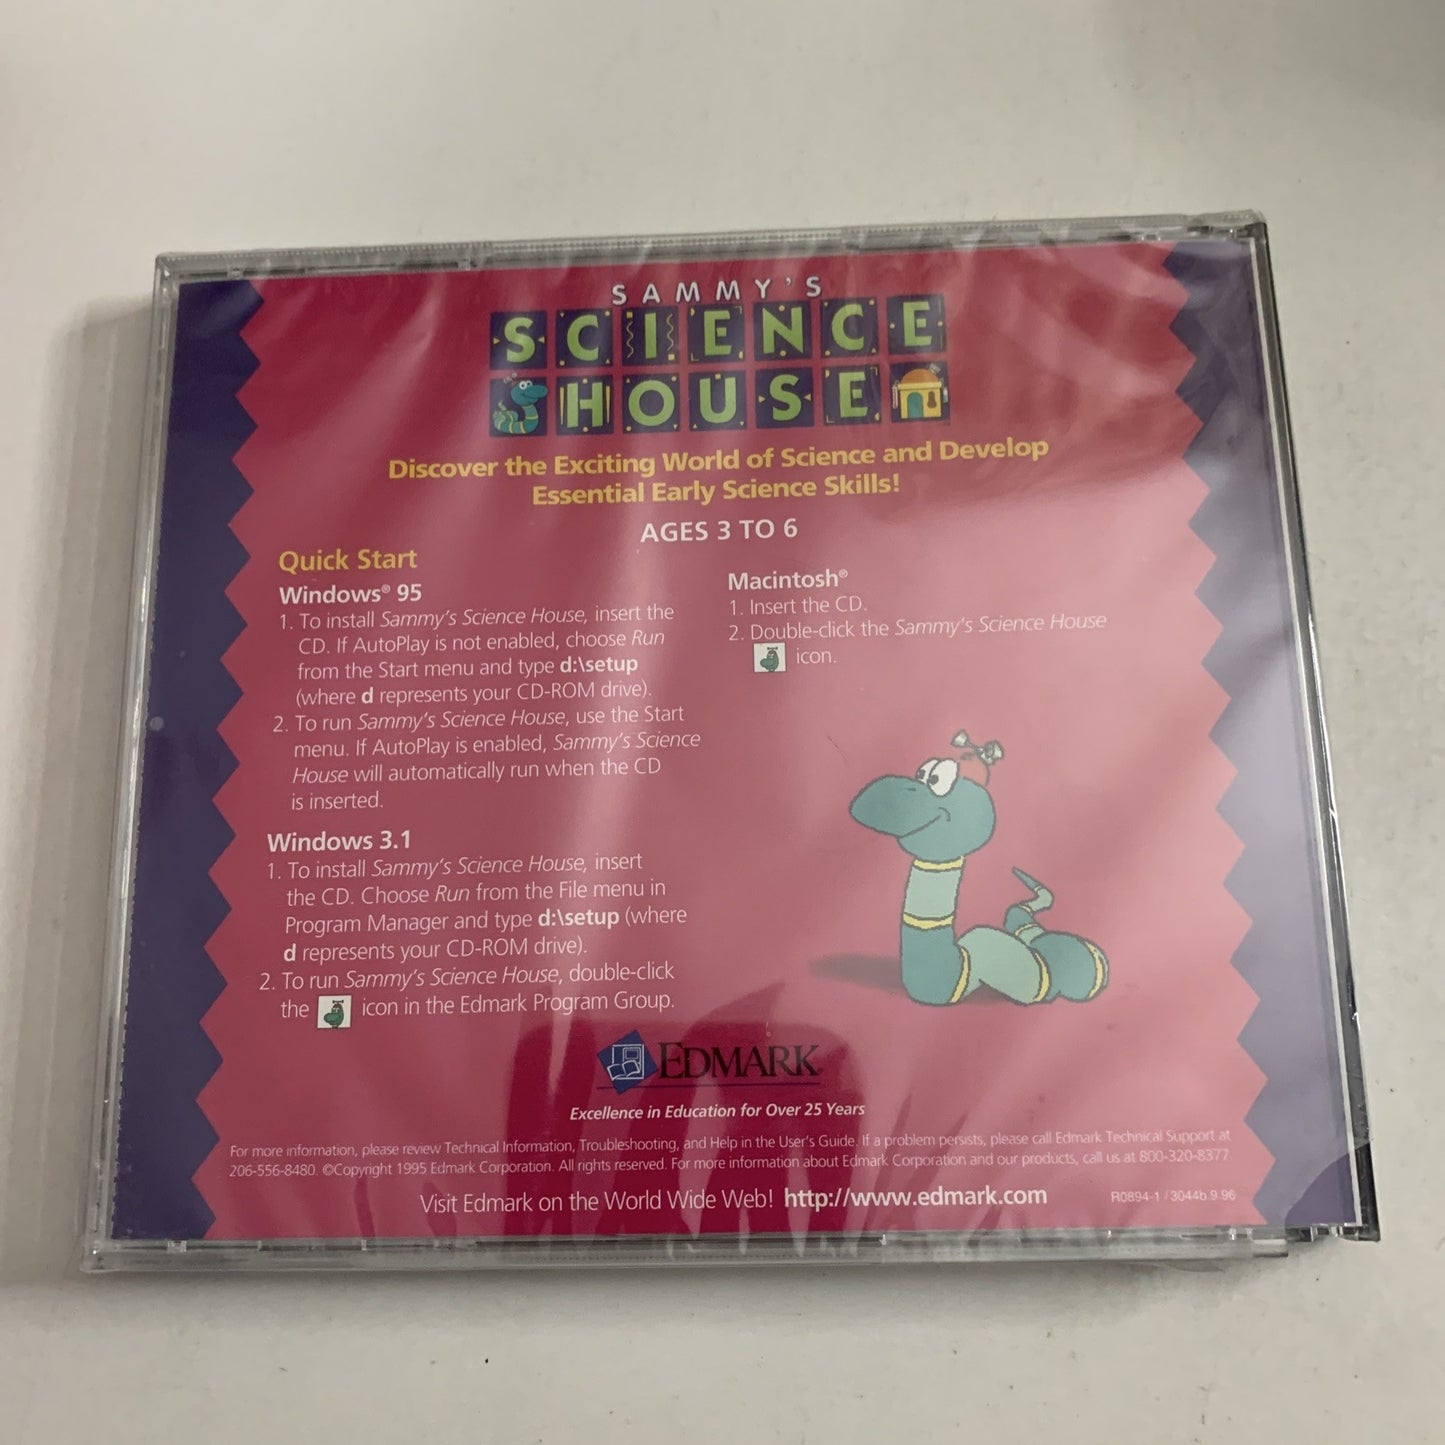 SAMMY'S
SCIENCE
HOUSE
Discover the Exciting World of Science and Develop
Essential Early Science Skills!
AGES 3 TO 6
Quick Start
Windows® 95
1. To install Sammy's Science House, insert the
CD. If AutoPlay is not enabled, choose Run
from the Start menu and type d:\setup
(where d represents your CD-ROM drive).
2. To run Sammy's Science House, use the Start
menu. If AutoPlay is enabled, Sammy's Science
House will automatically run when the CD
is inserted.
Windows 3.1
1. To install Sammy's Science House, insert
the CD. Choose Run from the File menu in
Program Manager and type d:\setup (where
d represents your CD-ROM drive).
2. To run Sammy's Science House, double-click
the icon in the Edmark Program Group.
Macintosh®
1. Insert the CD.
2. Double-click the Sammy's Science House
icon.
EDMARK
Excellence in Education for Over 25 Years
For more information, please review Technical Information, Troubleshooting, and Help in the User's Guide. If a problem persists, please call Edmark Technical Support at
206-556-8480. ©Copyright 1995 Edmark Corporation. All rights reserved. For more information about Edmark Corporation and our products, call us at 800-320-8377.
Visit Edmark on the World Wide Web! http://www.edmark.com
R0894-1 / 3044b.9.96